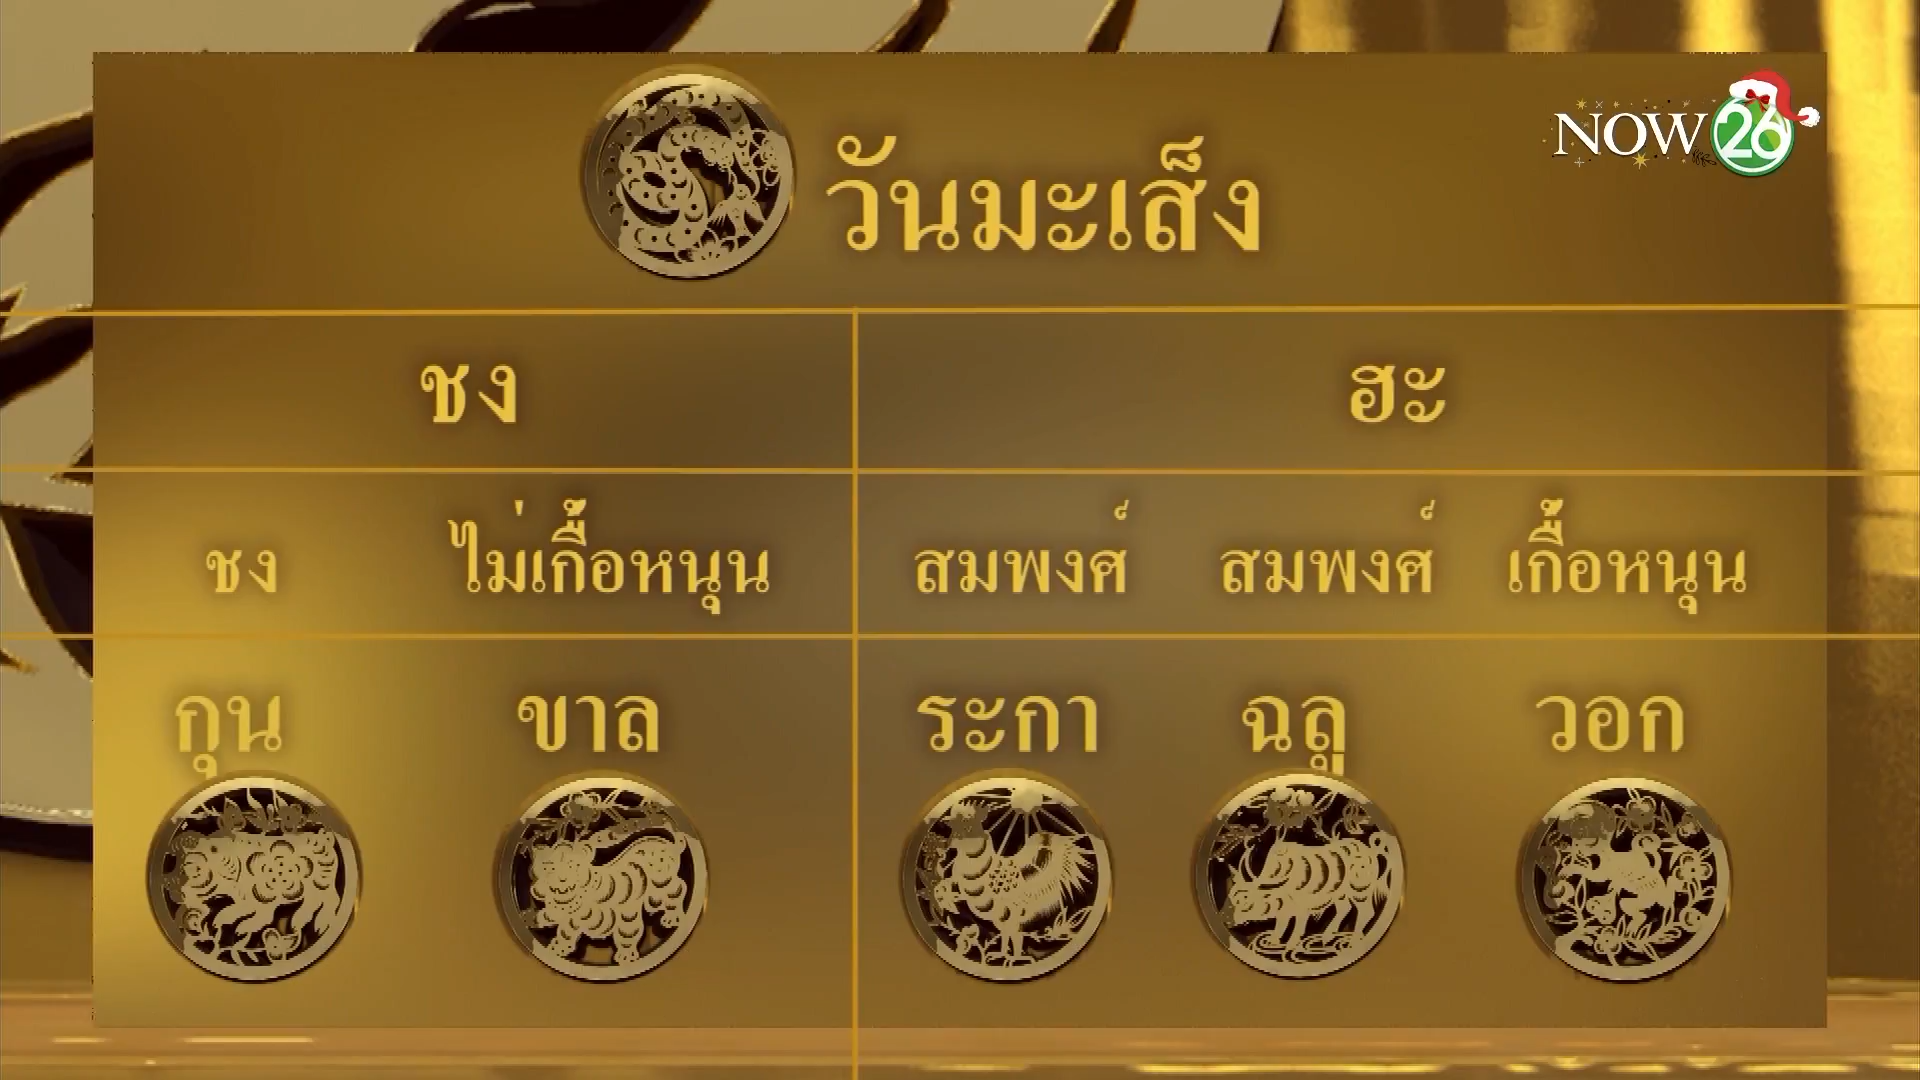 NOW 26
วันมะเส็ง
ชง ฮะ
ชง ไม่เกื้อหนุน สมพงศ์ สมพงศ์ เกื้อหนุน
กุน ขาล ระกา ฉลู วอก